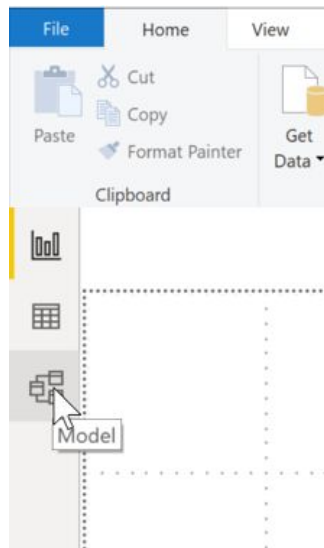 File Home View
Cut
Copy
Format Painter
Paste
Get
Data
Clipboard
Model